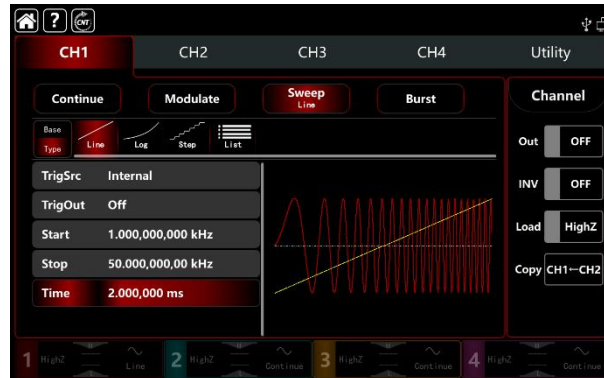 ? CNT
CH1 CH2 CH3 CH4 Utility
Continue Modulate Sweep Burst Channel
Line
Base
Type Line Log Step List
Out OFF
TrigSrc Internal
INV OFF
TrigOut Off
Start 1.000,000,000 kHz
Load HighZ
Stop 50.000,000,00 kHz
Copy CH1←CH2
Time 2.000,000 ms
1 HighZ Line 2 HighZ Continue 3 HighZ Continue 4 HighZ Continue